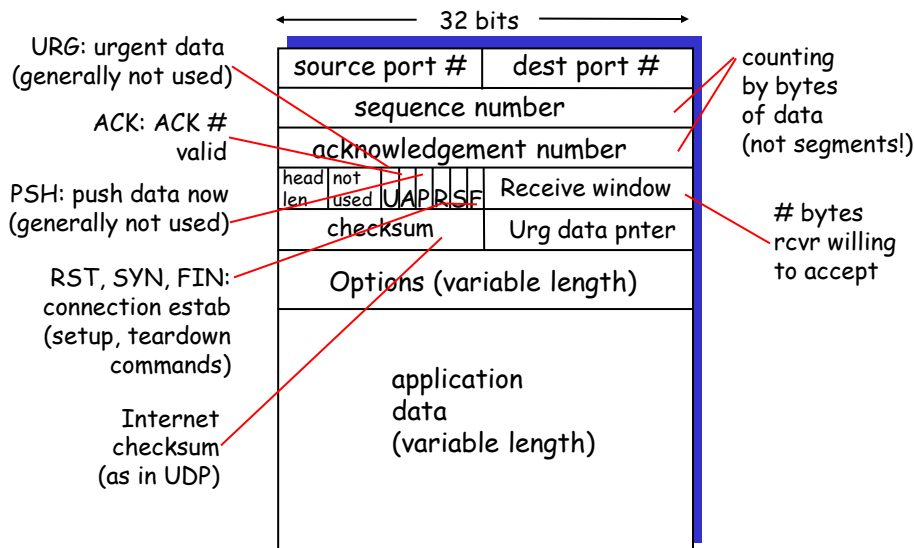 32 bits
URG: urgent data
(generally not used)
ACK: ACK #
valid
PSH: push data now
(generally not used)
RST, SYN, FIN:
connection estab
(setup, teardown
commands)
Internet
checksum
(as in UDP)
source port #
dest port #
sequence number
acknowledgement number
head
len
not
used
U
A
P
R
S
F
Receive window
checksum
Urg data pnter
Options (variable length)
application
data
(variable length)
counting
by bytes
of data
(not segments!)
# bytes
rcvr willing
to accept